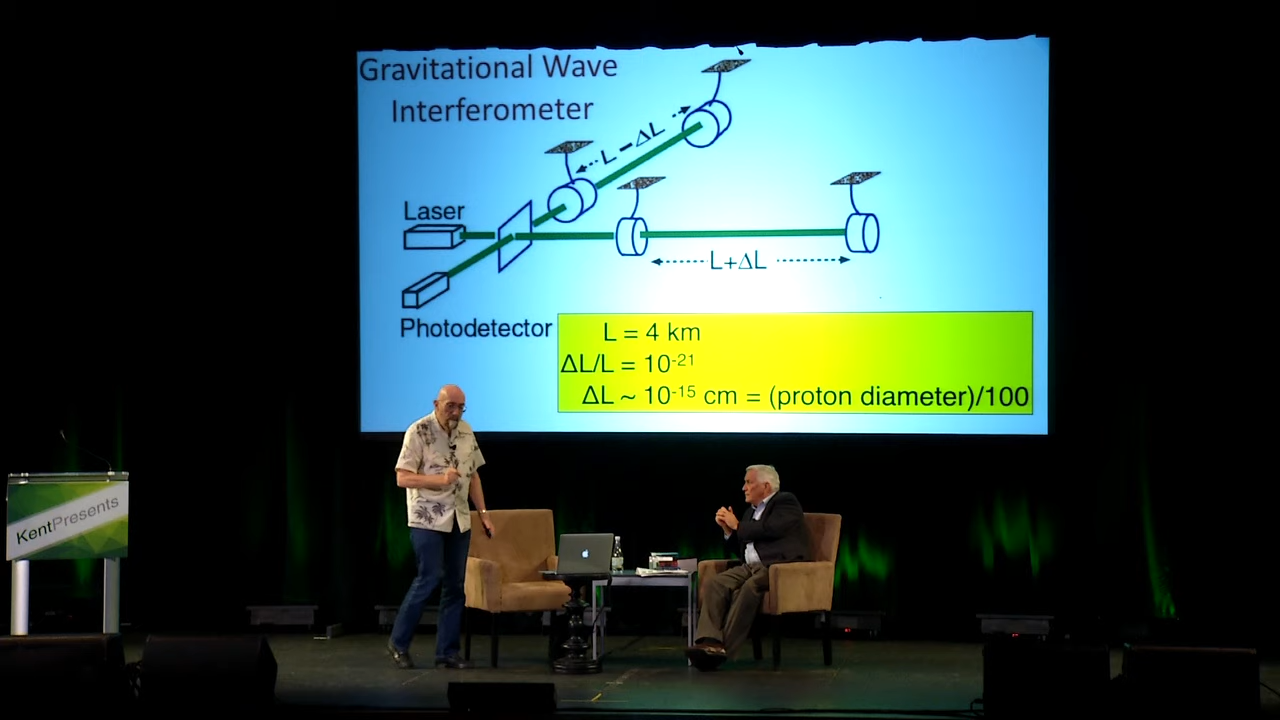 Gravitational Wave
Interferometer
L – ΔL
Laser
L+ΔL
Photodetector
L = 4 km
ΔL/L = 10⁻²¹
ΔL ~ 10⁻¹⁵ cm = (proton diameter)/100
KentPresents